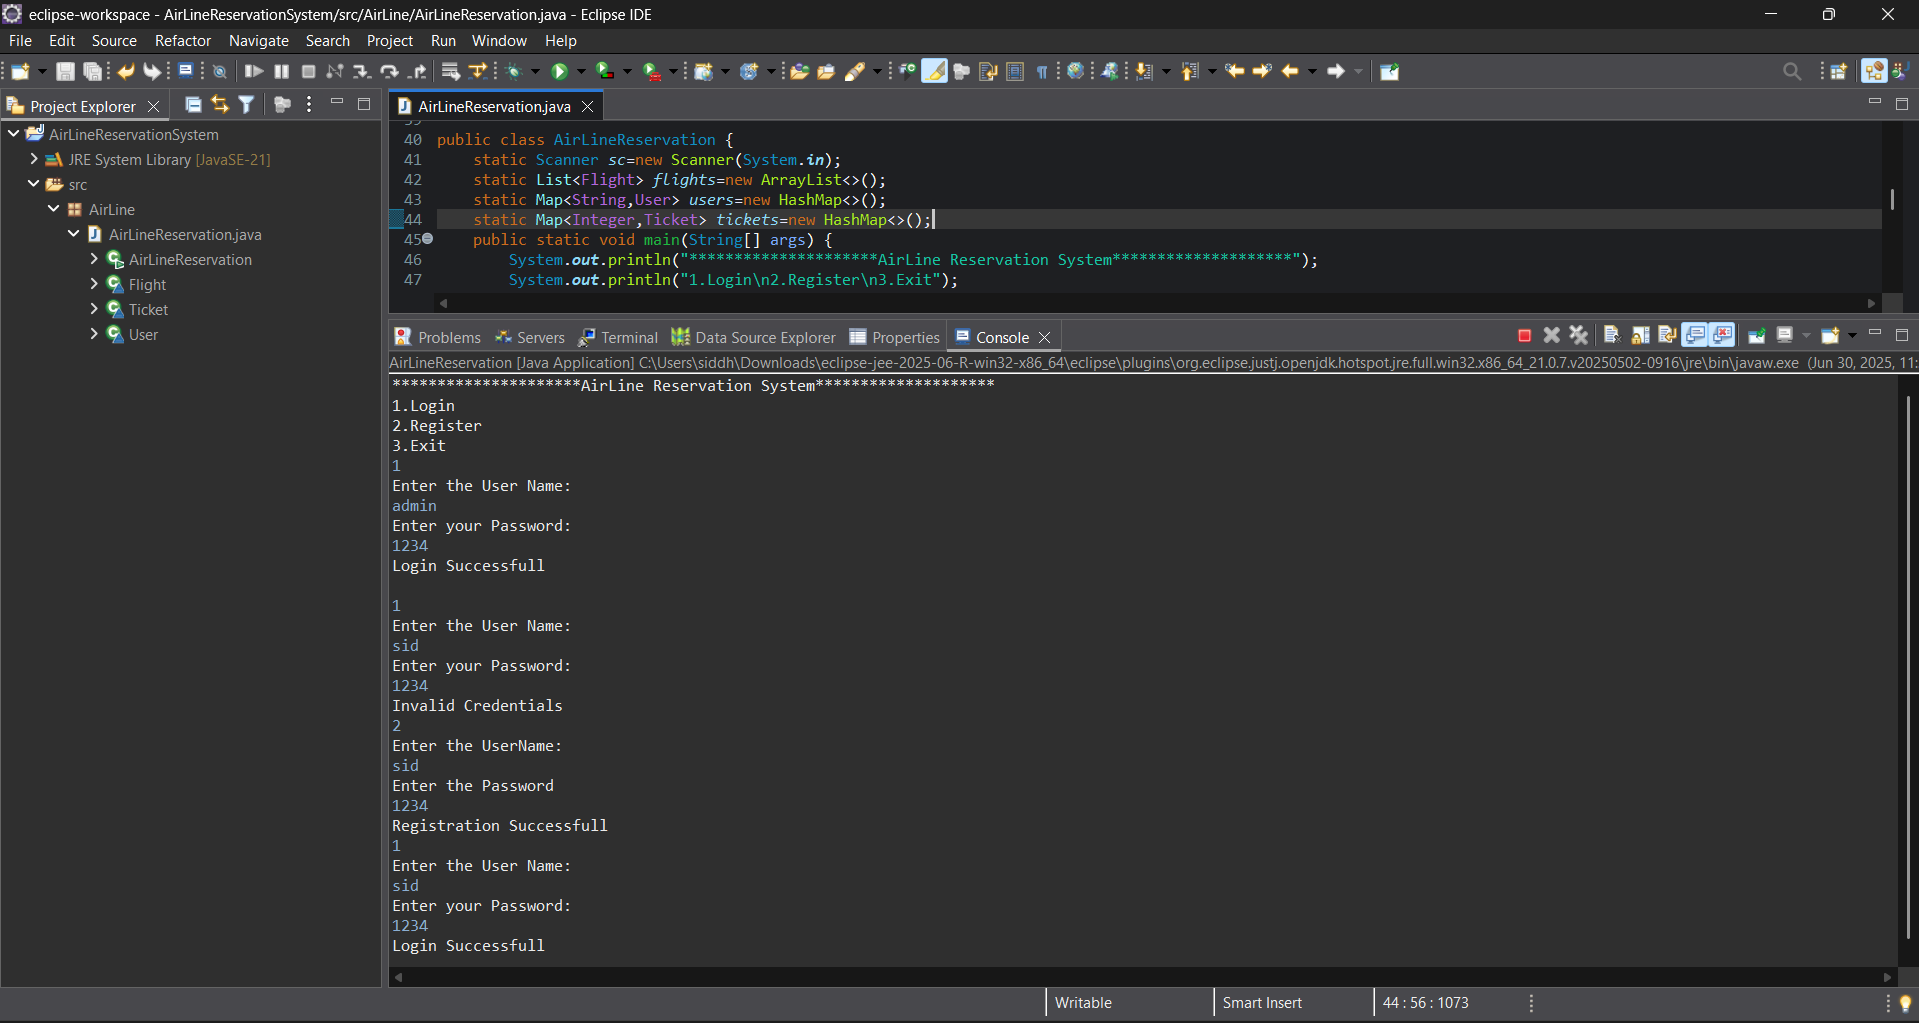 eclipse-workspace - AirLineReservationSystem/src/AirLine/AirLineReservation.java - Eclipse IDE
File Edit Source Refactor Navigate Search Project Run Window Help
Project Explorer
AirLineReservationSystem
JRE System Library [JavaSE-21]
src
AirLine
AirLineReservation.java
AirLineReservation
Flight
Ticket
User
AirLineReservation.java
40 public class AirLineReservation {
41 static Scanner sc=new Scanner(System.in);
42 static List<Flight> flights=new ArrayList<>();
43 static Map<String,User> users=new HashMap<>();
44 static Map<Integer,Ticket> tickets=new HashMap<>();
45 public static void main(String[] args) {
46 System.out.println("*********************AirLine Reservation System********************");
47 System.out.println("1.Login\n2.Register\n3.Exit");
Problems Servers Terminal Data Source Explorer Properties Console
AirLineReservation [Java Application] C:\Users\siddh\Downloads\eclipse-jee-2025-06-R-win32-x86_64\eclipse\plugins\org.eclipse.justj.openjdk.hotspot.jre.full.win32.x86_64_21.0.7.v20250502-0916\jre\bin\javaw.exe (Jun 30, 2025, 11:
*********************AirLine Reservation System********************
1.Login
2.Register
3.Exit
1
Enter the User Name:
admin
Enter your Password:
1234
Login Successfull
1
Enter the User Name:
sid
Enter your Password:
1234
Invalid Credentials
2
Enter the UserName:
sid
Enter the Password
1234
Registration Successfull
1
Enter the User Name:
sid
Enter your Password:
1234
Login Successfull
Writable Smart Insert 44 : 56 : 1073